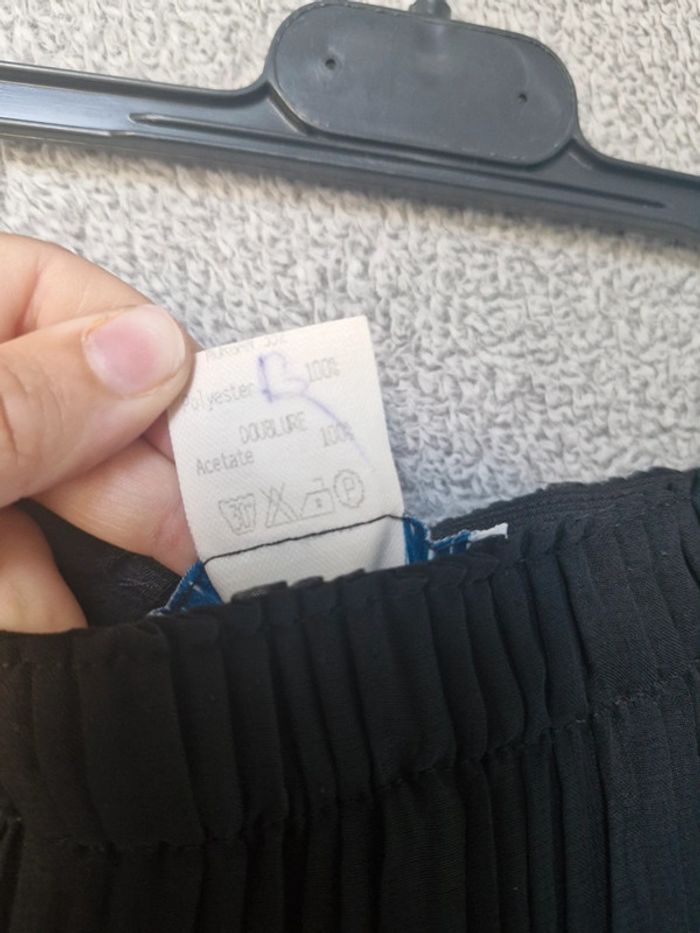 Polyester 100%
DOUBLURE
Acetate 100%
30 P